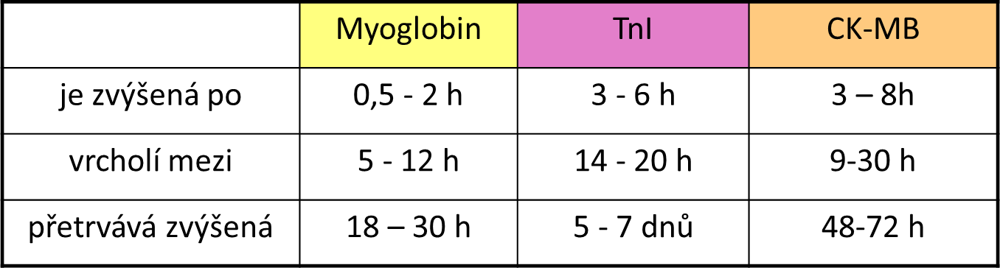 Myoglobin TnI CK-MB
je zvýšená po 0,5 - 2 h 3 - 6 h 3 – 8h
vrcholí mezi 5 - 12 h 14 - 20 h 9-30 h
přetrvává zvýšená 18 – 30 h 5 - 7 dnů 48-72 h